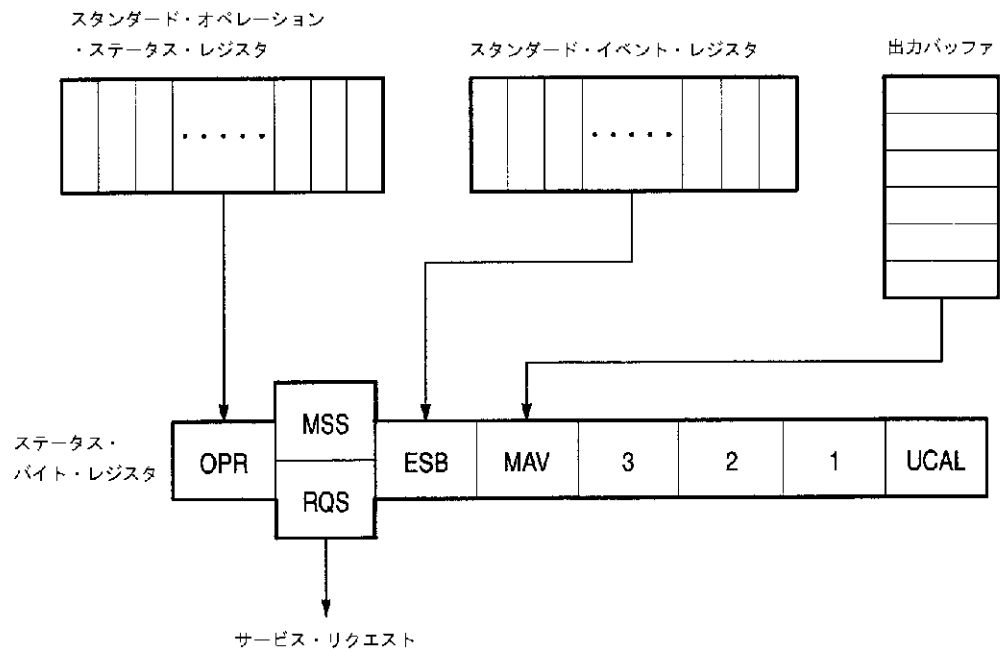 スタンダード・オペレーション
・ステータス・レジスタ
スタンダード・イベント・レジスタ
出力バッファ
.....
.....
ステータス・
バイト・レジスタ
OPR
MSS
RQS
ESB
MAV
3
2
1
UCAL
サービス・リクエスト